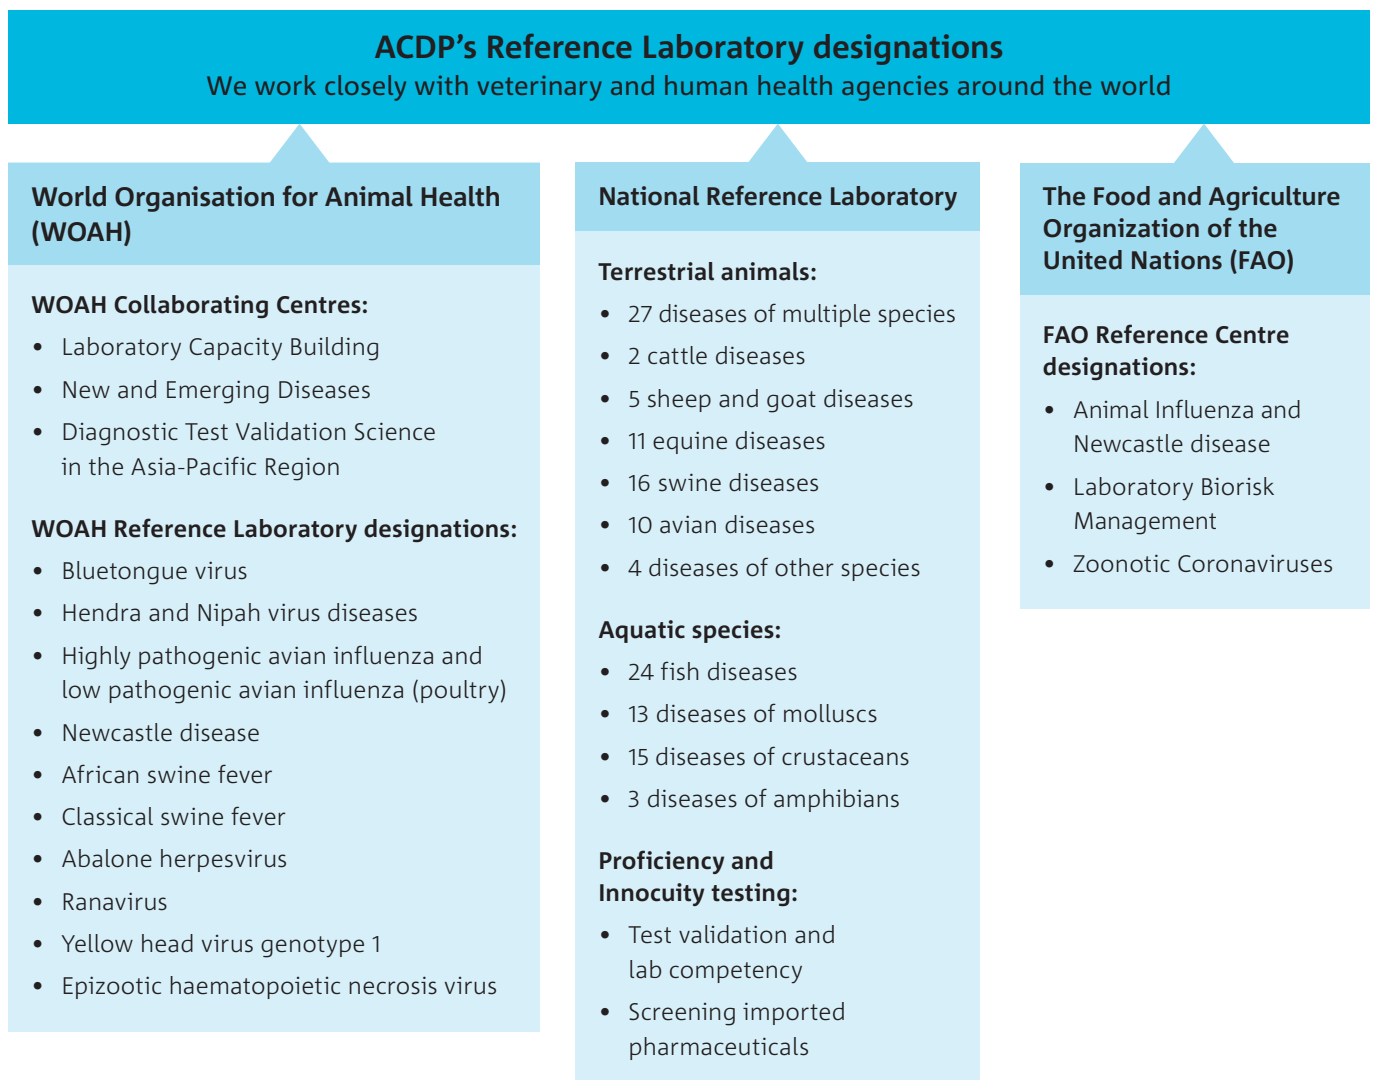 ACDP’s Reference Laboratory designations
We work closely with veterinary and human health agencies around the world
World Organisation for Animal Health
(WOAH)
WOAH Collaborating Centres:
• Laboratory Capacity Building
• New and Emerging Diseases
• Diagnostic Test Validation Science
in the Asia-Pacific Region
WOAH Reference Laboratory designations:
• Bluetongue virus
• Hendra and Nipah virus diseases
• Highly pathogenic avian influenza and
low pathogenic avian influenza (poultry)
• Newcastle disease
• African swine fever
• Classical swine fever
• Abalone herpesvirus
• Ranavirus
• Yellow head virus genotype 1
• Epizootic haematopoietic necrosis virus
National Reference Laboratory
Terrestrial animals:
• 27 diseases of multiple species
• 2 cattle diseases
• 5 sheep and goat diseases
• 11 equine diseases
• 16 swine diseases
• 10 avian diseases
• 4 diseases of other species
Aquatic species:
• 24 fish diseases
• 13 diseases of molluscs
• 15 diseases of crustaceans
• 3 diseases of amphibians
Proficiency and
Innocuity testing:
• Test validation and
lab competency
• Screening imported
pharmaceuticals
The Food and Agriculture
Organization of the
United Nations (FAO)
FAO Reference Centre
designations:
• Animal Influenza and
Newcastle disease
• Laboratory Biorisk
Management
• Zoonotic Coronaviruses